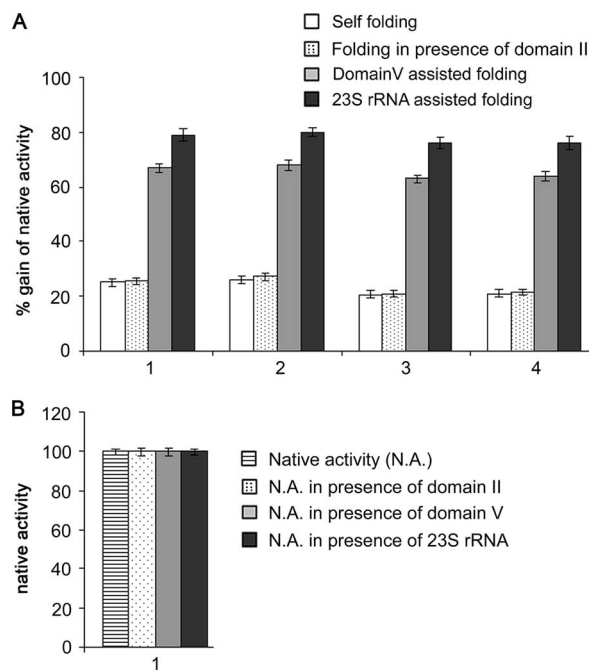 A
Self folding
Folding in presence of domain II
DomainV assisted folding
23S rRNA assisted folding
% gain of native activity
100
80
60
40
20
0
1 2 3 4
B
native activity
120
100
80
60
40
20
0
1
Native activity (N.A.)
N.A. in presence of domain II
N.A. in presence of domain V
N.A. in presence of 23S rRNA